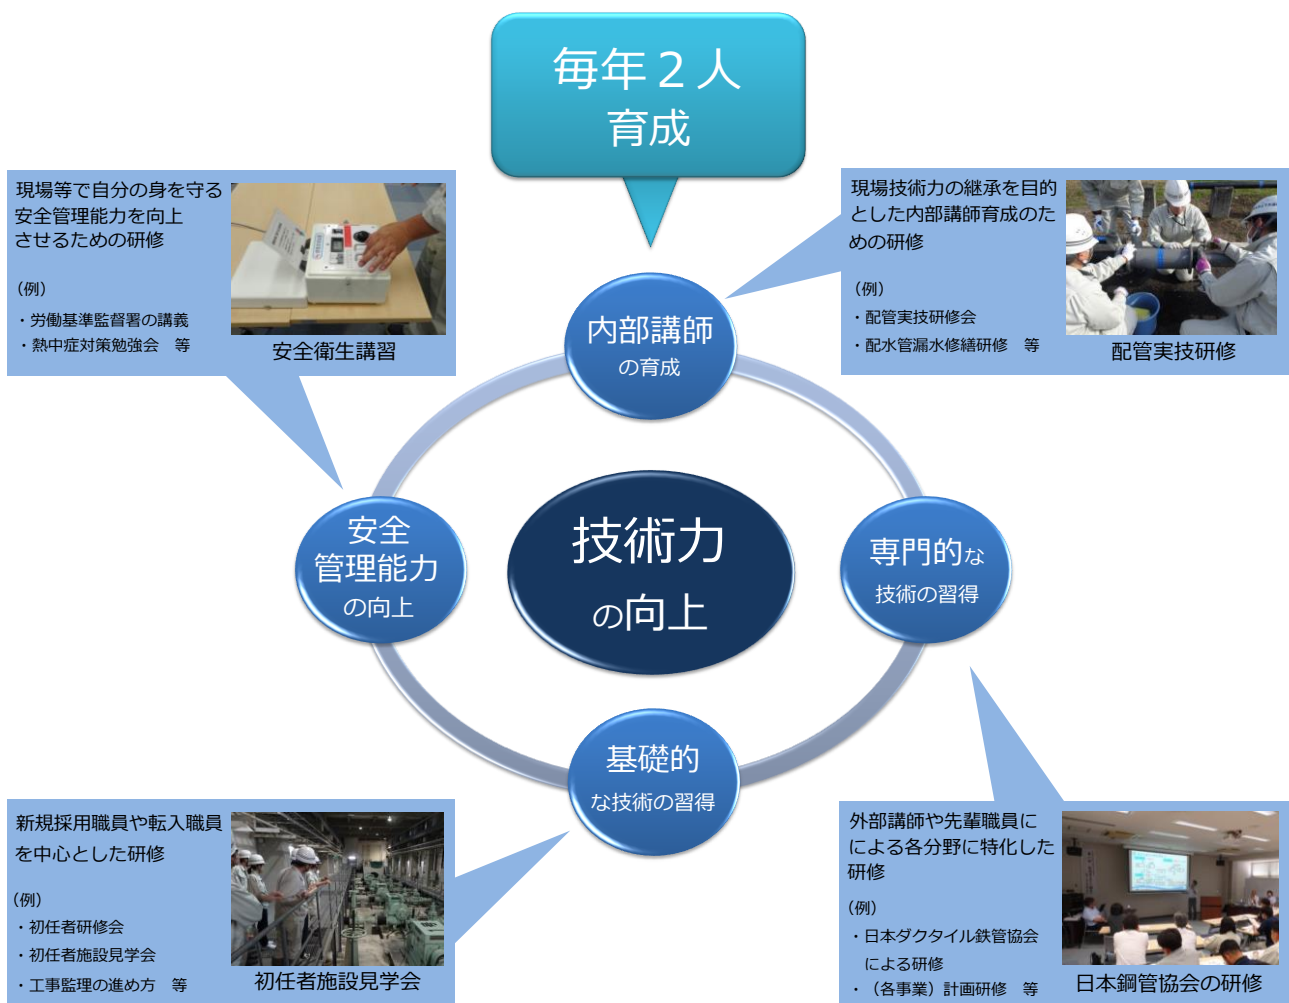 毎年２人
育成
現場等で自分の身を守る
安全管理能力を向上
させるための研修
（例）
・労働基準監督署の講義
・熱中症対策勉強会　等
安全衛生講習
現場技術力の継承を目的
とした内部講師育成のた
めの研修
（例）
・配管実技研修会
・配水管漏水修繕研修　等
配管実技研修
内部講師
の育成
安全
管理能力
の向上
技術力
の向上
専門的な
技術の習得
基礎的
な技術の習得
新規採用職員や転入職員
を中心とした研修
（例）
・初任者研修会
・初任者施設見学会
・工事監理の進め方　等
初任者施設見学会
外部講師や先輩職員に
による各分野に特化した
研修
（例）
・日本ダクタイル鉄管協会
による研修
・（各事業）計画研修　等
日本鋼管協会の研修